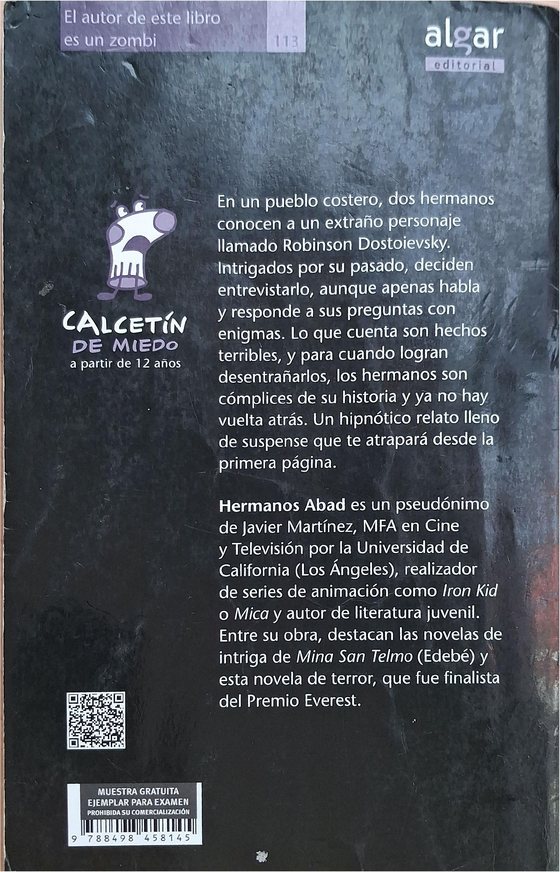 El autor de este libro
es un zombi
113
algar
editorial
En un pueblo costero, dos hermanos
conocen a un extraño personaje
llamado Robinson Dostoievsky.
Intrigados por su pasado, deciden
entrevistarlo, aunque apenas habla
y responde a sus preguntas con
enigmas. Lo que cuenta son hechos
terribles, y para cuando logran
desentrañarlos, los hermanos son
cómplices de su historia y ya no hay
vuelta atrás. Un hipnótico relato lleno
de suspense que te atrapará desde la
primera página.
CALCETÍN
DE MIEDO
a partir de 12 años
Hermanos Abad es un pseudónimo
de Javier Martínez, MFA en Cine
y Televisión por la Universidad de
California (Los Ángeles), realizador
de series de animación como Iron Kid
o Mica y autor de literatura juvenil.
Entre su obra, destacan las novelas de
intriga de Mina San Telmo (Edebé) y
esta novela de terror, que fue finalista
del Premio Everest.
MUESTRA GRATUITA
EJEMPLAR PARA EXAMEN
PROHIBIDA SU COMERCIALIZACIÓN
9 788498 458145